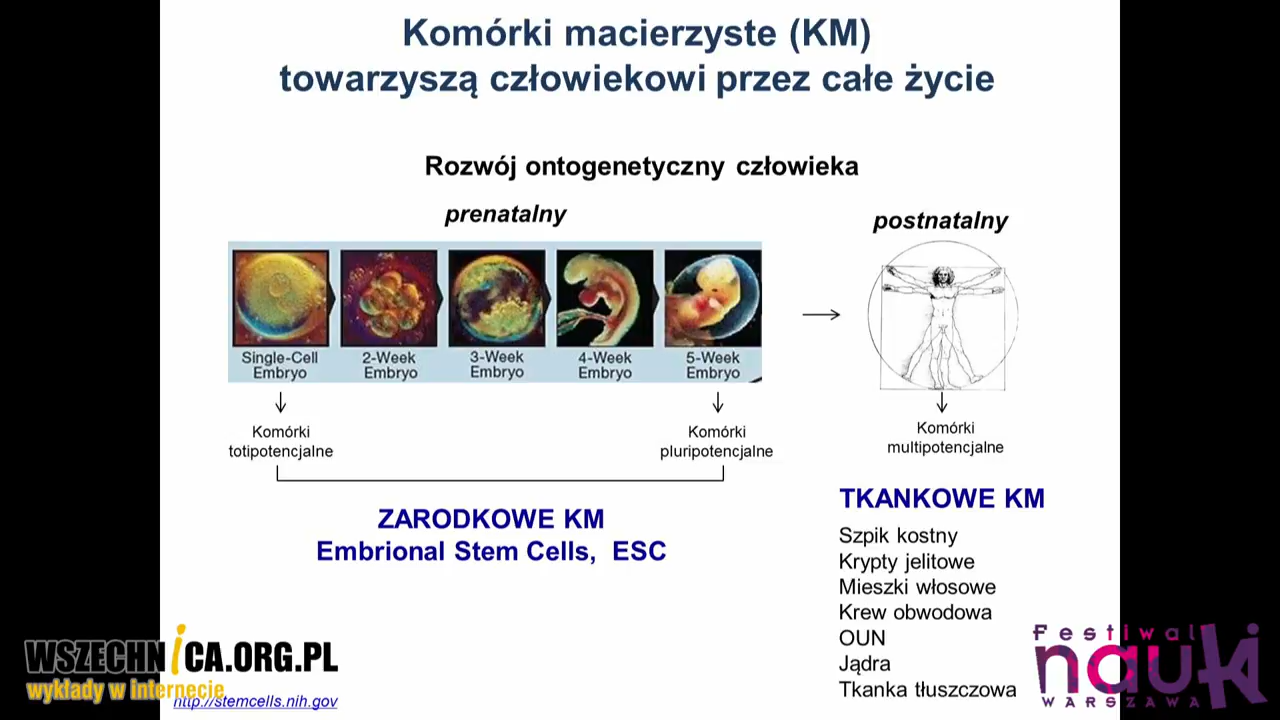 Komórki macierzyste (KM)
towarzyszą człowiekowi przez całe życie
Rozwój ontogenetyczny człowieka
prenatalny
postnatalny
Single-Cell
Embryo
2-Week
Embryo
3-Week
Embryo
4-Week
Embryo
5-Week
Embryo
Komórki
totipotencjalne
Komórki
pluripotencjalne
Komórki
multipotencjalne
ZARODKOWE KM
Embrional Stem Cells, ESC
TKANKOWE KM
Szpik kostny
Krypty jelitowe
Mieszki włosowe
Krew obwodowa
OUN
Jądra
Tkanka tłuszczowa
WSZECHNiCA.ORG.PL
wykłady w internecie
http://stemcells.nih.gov
Festiwal
nauki
WARSZAWA